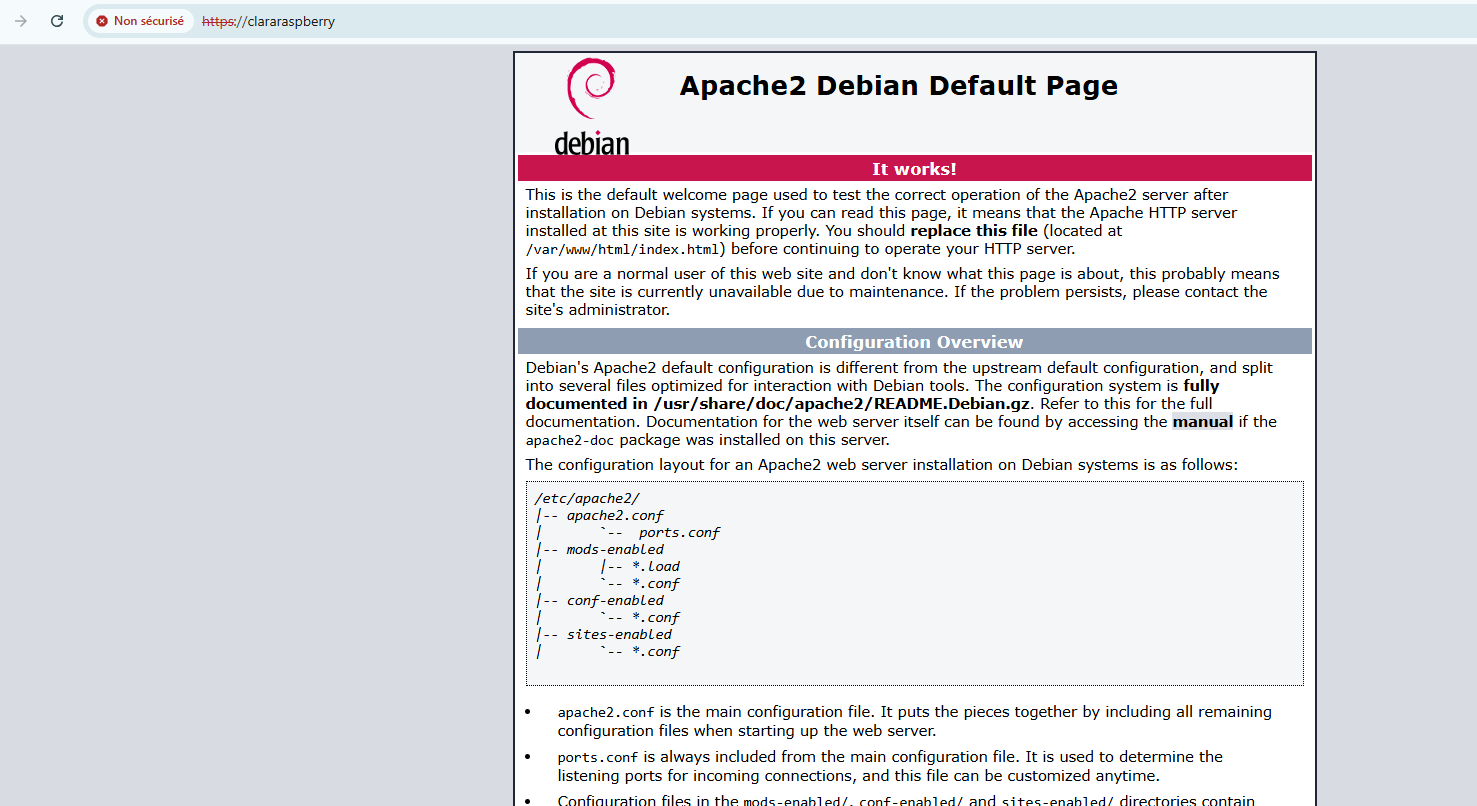 Non sécurisé https://clararaspberry
debian
Apache2 Debian Default Page
It works!
This is the default welcome page used to test the correct operation of the Apache2 server after
installation on Debian systems. If you can read this page, it means that the Apache HTTP server
installed at this site is working properly. You should replace this file (located at
/var/www/html/index.html) before continuing to operate your HTTP server.
If you are a normal user of this web site and don't know what this page is about, this probably means
that the site is currently unavailable due to maintenance. If the problem persists, please contact the
site's administrator.
Configuration Overview
Debian's Apache2 default configuration is different from the upstream default configuration, and split
into several files optimized for interaction with Debian tools. The configuration system is fully
documented in /usr/share/doc/apache2/README.Debian.gz. Refer to this for the full
documentation. Documentation for the web server itself can be found by accessing the manual if the
apache2-doc package was installed on this server.
The configuration layout for an Apache2 web server installation on Debian systems is as follows:
/etc/apache2/
|-- apache2.conf
|       `--  ports.conf
|-- mods-enabled
|       |-- *.load
|       `-- *.conf
|-- conf-enabled
|       `-- *.conf
|-- sites-enabled
|       `-- *.conf
• apache2.conf is the main configuration file. It puts the pieces together by including all remaining
configuration files when starting up the web server.
• ports.conf is always included from the main configuration file. It is used to determine the
listening ports for incoming connections, and this file can be customized anytime.
• Configuration files in the mods-enabled/, conf-enabled/ and sites-enabled/ directories contain